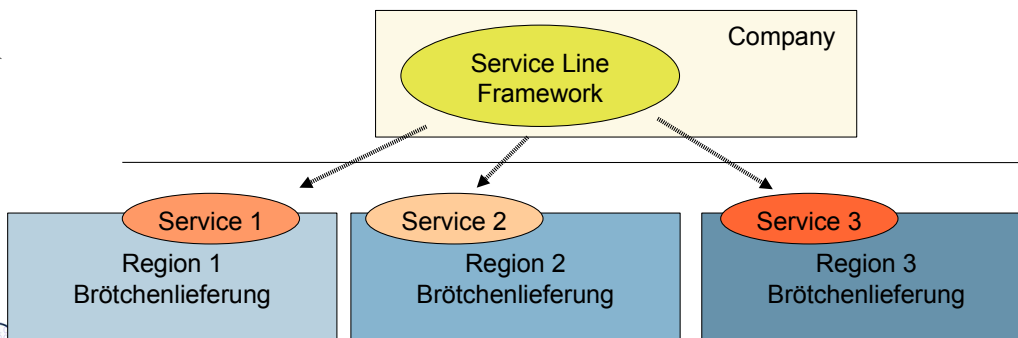 Company
Service Line
Framework
Service 1
Service 2
Service 3
Region 1
Brötchenlieferung
Region 2
Brötchenlieferung
Region 3
Brötchenlieferung